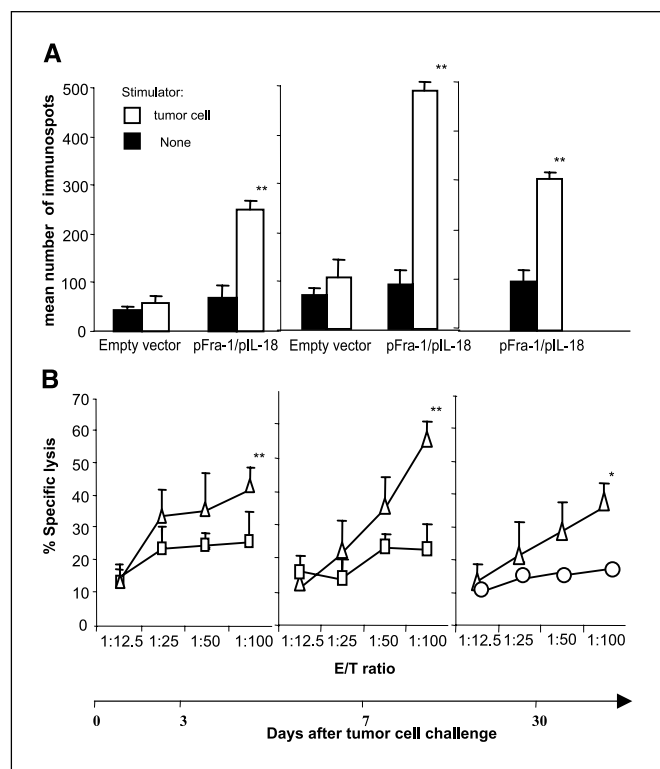 A
mean number of immunospots
500
400
300
200
100
0
Stimulator:
tumor cell
None
**
**
**
Empty vector pFra-1/pIL-18 Empty vector pFra-1/pIL-18 pFra-1/pIL-18
B
% Specific lysis
70
60
50
40
30
20
10
0
**
**
*
1:12.5 1:25 1:50 1:100 1:12.5 1:25 1:50 1:100 1:12.5 1:25 1:50 1:100
E/T ratio
0 3 7 30
Days after tumor cell challenge